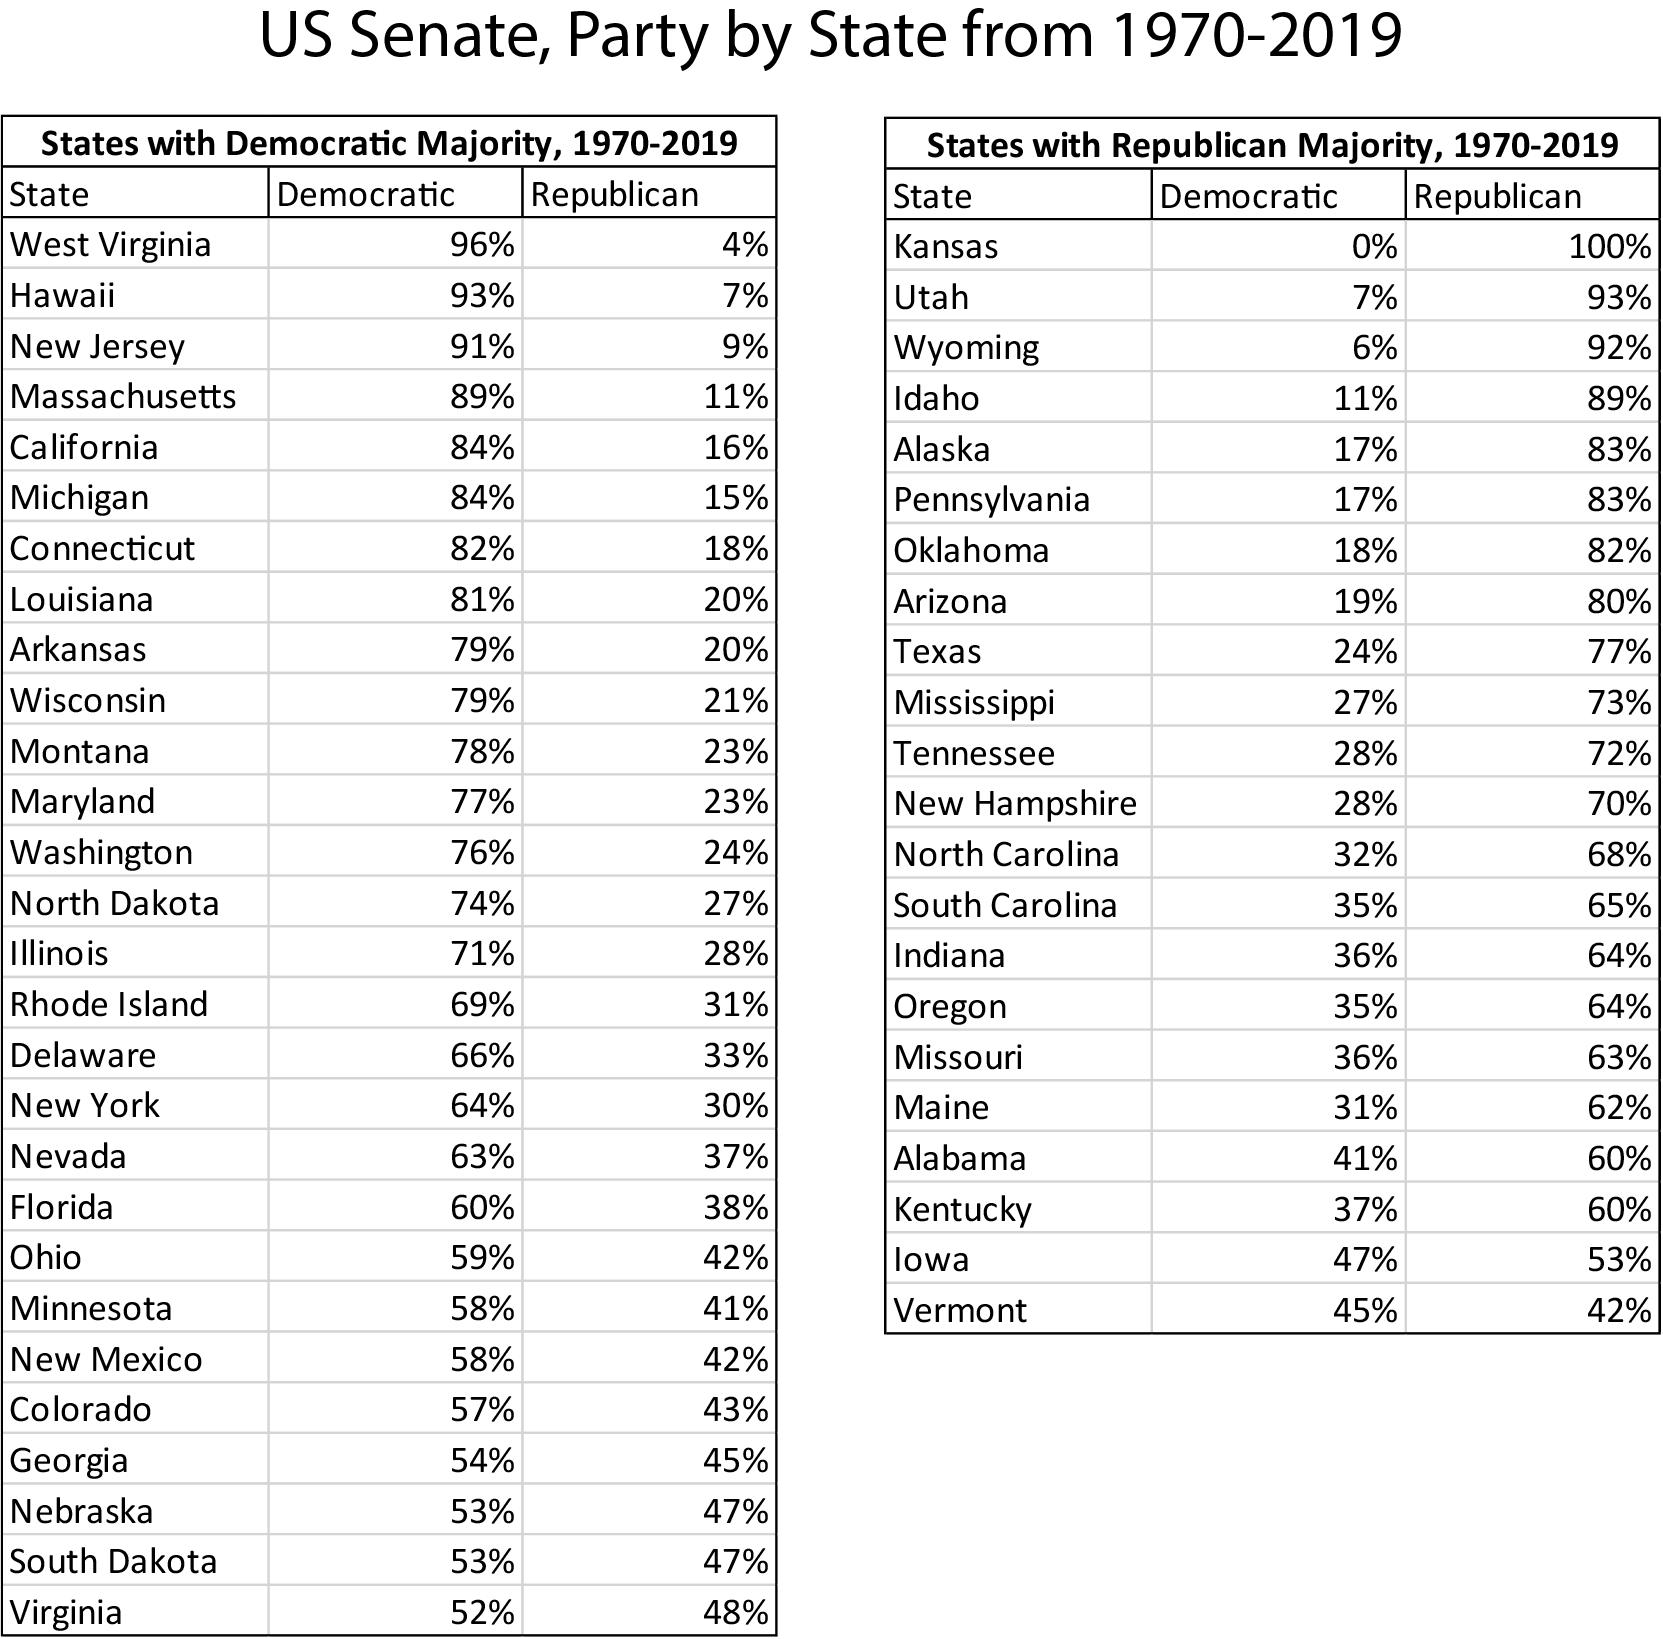 US Senate, Party by State from 1970-2019
States with Democratic Majority, 1970-2019
State Democratic Republican
West Virginia 96% 4%
Hawaii 93% 7%
New Jersey 91% 9%
Massachusetts 89% 11%
California 84% 16%
Michigan 84% 15%
Connecticut 82% 18%
Louisiana 81% 20%
Arkansas 79% 20%
Wisconsin 79% 21%
Montana 78% 23%
Maryland 77% 23%
Washington 76% 24%
North Dakota 74% 27%
Illinois 71% 28%
Rhode Island 69% 31%
Delaware 66% 33%
New York 64% 30%
Nevada 63% 37%
Florida 60% 38%
Ohio 59% 42%
Minnesota 58% 41%
New Mexico 58% 42%
Colorado 57% 43%
Georgia 54% 45%
Nebraska 53% 47%
South Dakota 53% 47%
Virginia 52% 48%
States with Republican Majority, 1970-2019
State Democratic Republican
Kansas 0% 100%
Utah 7% 93%
Wyoming 6% 92%
Idaho 11% 89%
Alaska 17% 83%
Pennsylvania 17% 83%
Oklahoma 18% 82%
Arizona 19% 80%
Texas 24% 77%
Mississippi 27% 73%
Tennessee 28% 72%
New Hampshire 28% 70%
North Carolina 32% 68%
South Carolina 35% 65%
Indiana 36% 64%
Oregon 35% 64%
Missouri 36% 63%
Maine 31% 62%
Alabama 41% 60%
Kentucky 37% 60%
Iowa 47% 53%
Vermont 45% 42%